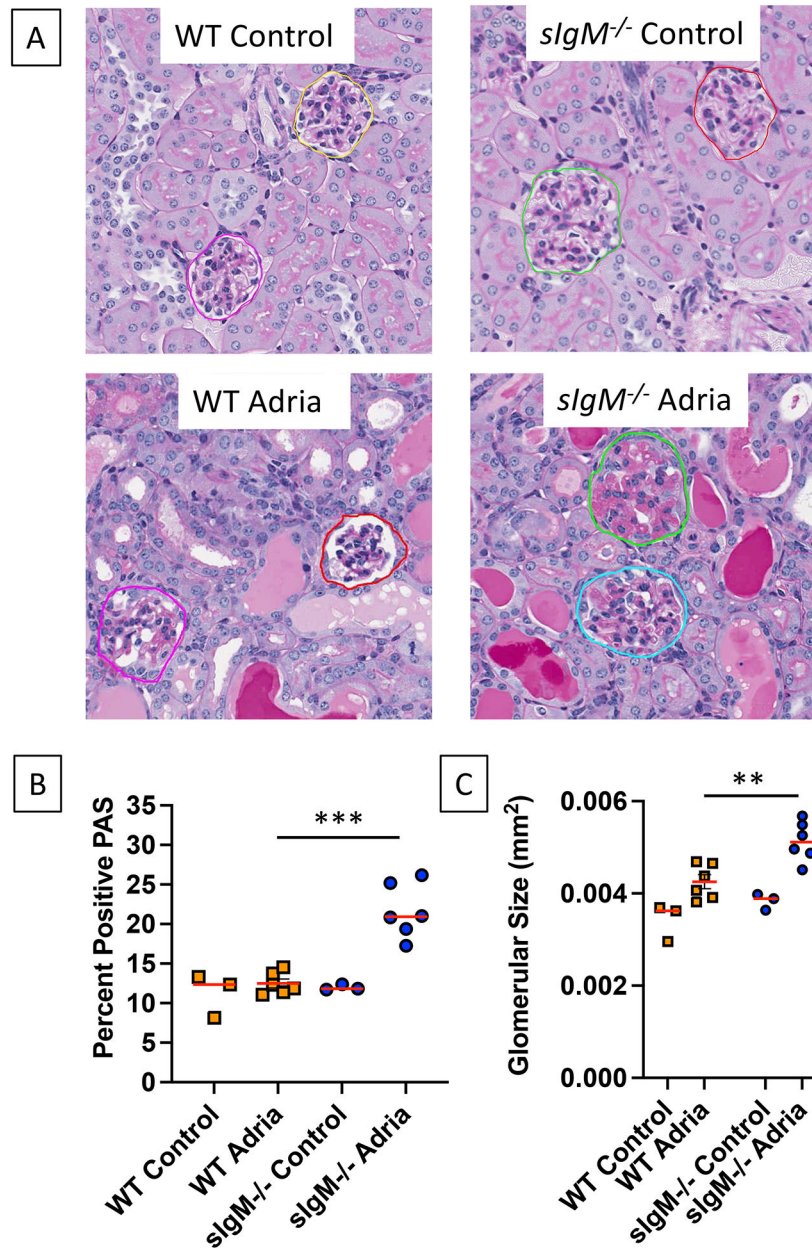 A
WT Control
sIgM-/- Control
WT Adria
sIgM-/- Adria
B
Percent Positive PAS
35
30
25
20
15
10
5
0
***
WT Control
WT Adria
sIgM-/- Control
sIgM-/- Adria
C
Glomerular Size (mm²)
0.006
0.004
0.002
0.000
**
WT Control
WT Adria
sIgM-/- Control
sIgM-/- Adria